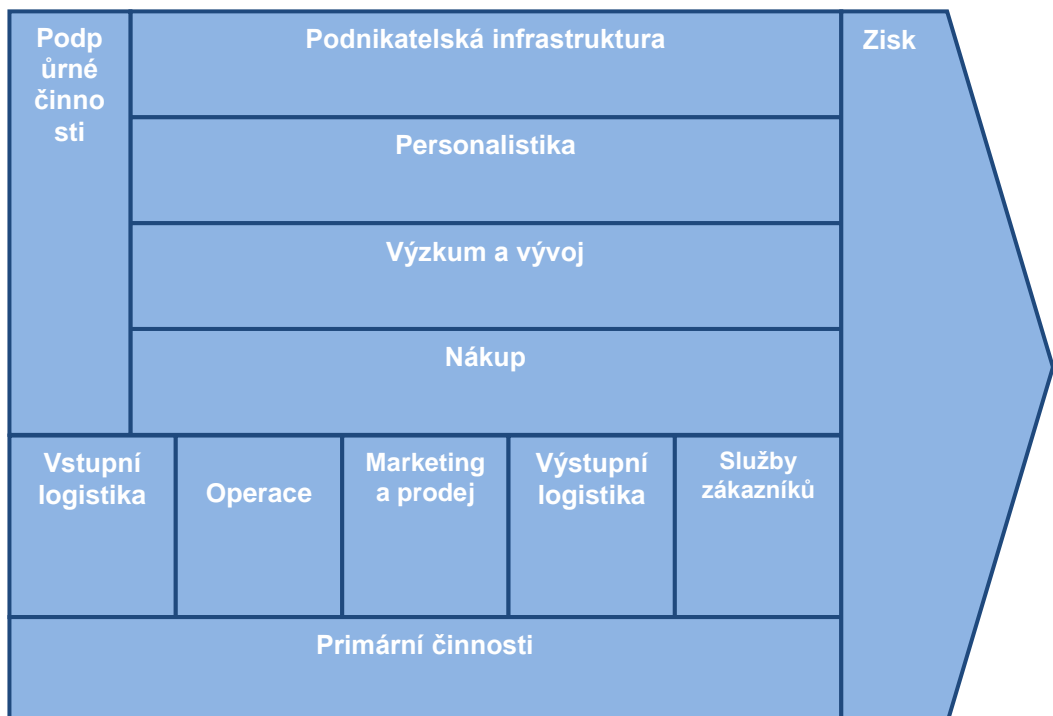 Podp
ůrné
činno
sti
Podnikatelská infrastruktura
Zisk
Personalistika
Výzkum a vývoj
Nákup
Vstupní
logistika
Operace
Marketing
a prodej
Výstupní
logistika
Služby
zákazníků
Primární činnosti